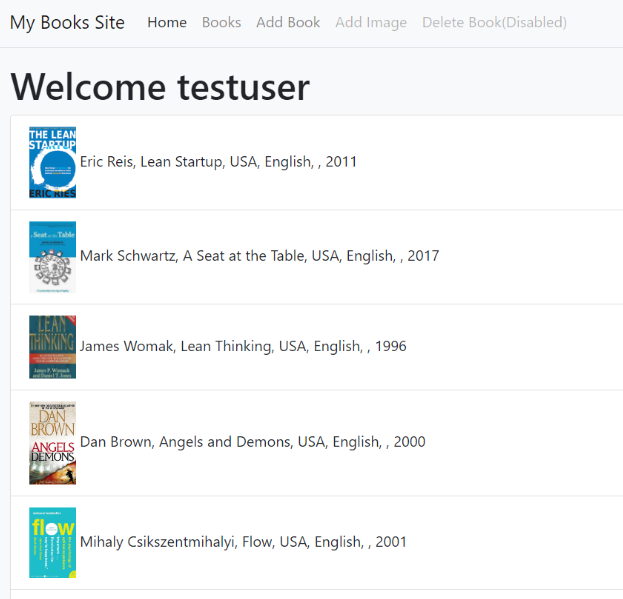 My Books Site Home Books Add Book Add Image Delete Book(Disabled)
Welcome testuser
THE LEAN
STARTUP
ERIC RIES
Eric Reis, Lean Startup, USA, English, , 2011
Seat at the Table
Mark Schwartz, A Seat at the Table, USA, English, , 2017
LEAN
THINKING
James P. Womack
and Daniel T. Jones
James Womak, Lean Thinking, USA, English, , 1996
DAN
BROWN
ANGELS
DEMONS
Dan Brown, Angels and Demons, USA, English, , 2000
flow
Mihaly Csikszentmihalyi, Flow, USA, English, , 2001